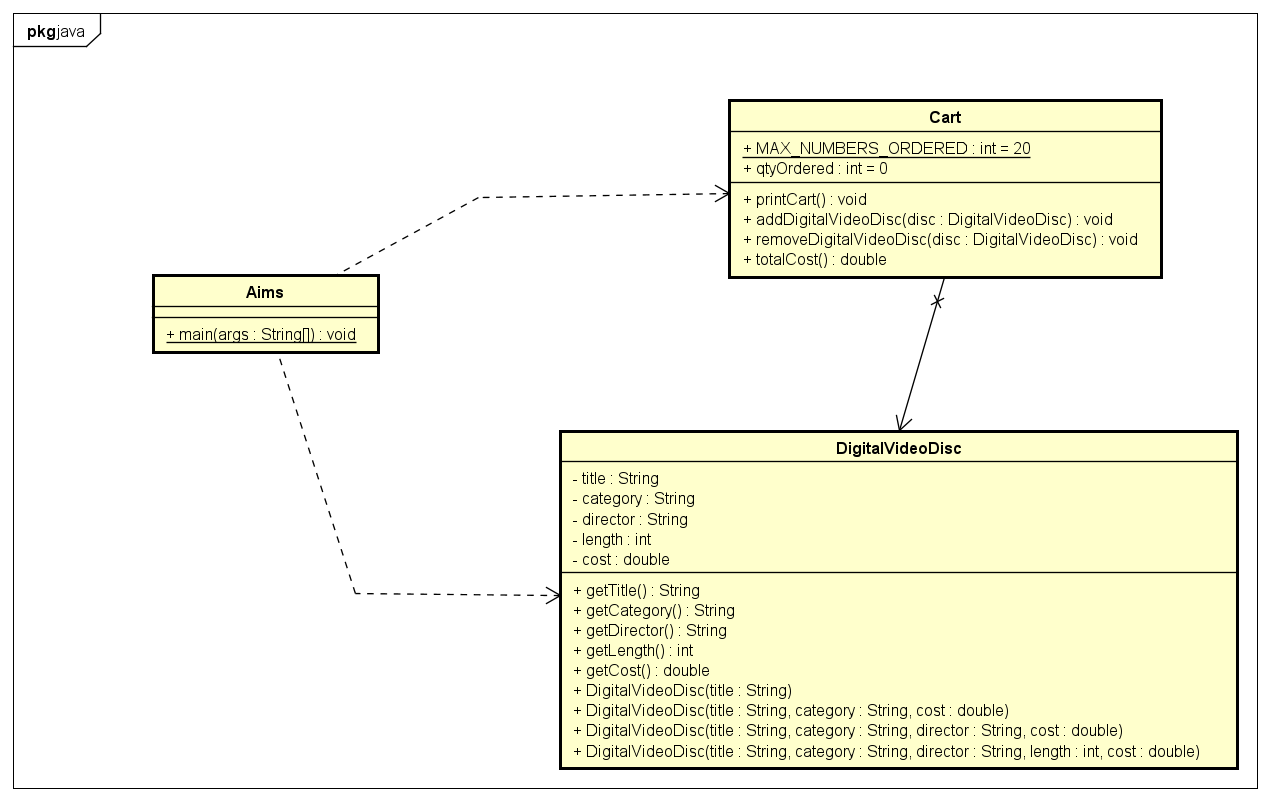 pkgjava
Cart
+ MAX_NUMBERS_ORDERED : int = 20
+ qtyOrdered : int = 0
+ printCart() : void
+ addDigitalVideoDisc(disc : DigitalVideoDisc) : void
+ removeDigitalVideoDisc(disc : DigitalVideoDisc) : void
+ totalCost() : double
Aims
+ main(args : String[]) : void
DigitalVideoDisc
- title : String
- category : String
- director : String
- length : int
- cost : double
+ getTitle() : String
+ getCategory() : String
+ getDirector() : String
+ getLength() : int
+ getCost() : double
+ DigitalVideoDisc(title : String)
+ DigitalVideoDisc(title : String, category : String, cost : double)
+ DigitalVideoDisc(title : String, category : String, director : String, cost : double)
+ DigitalVideoDisc(title : String, category : String, director : String, length : int, cost : double)